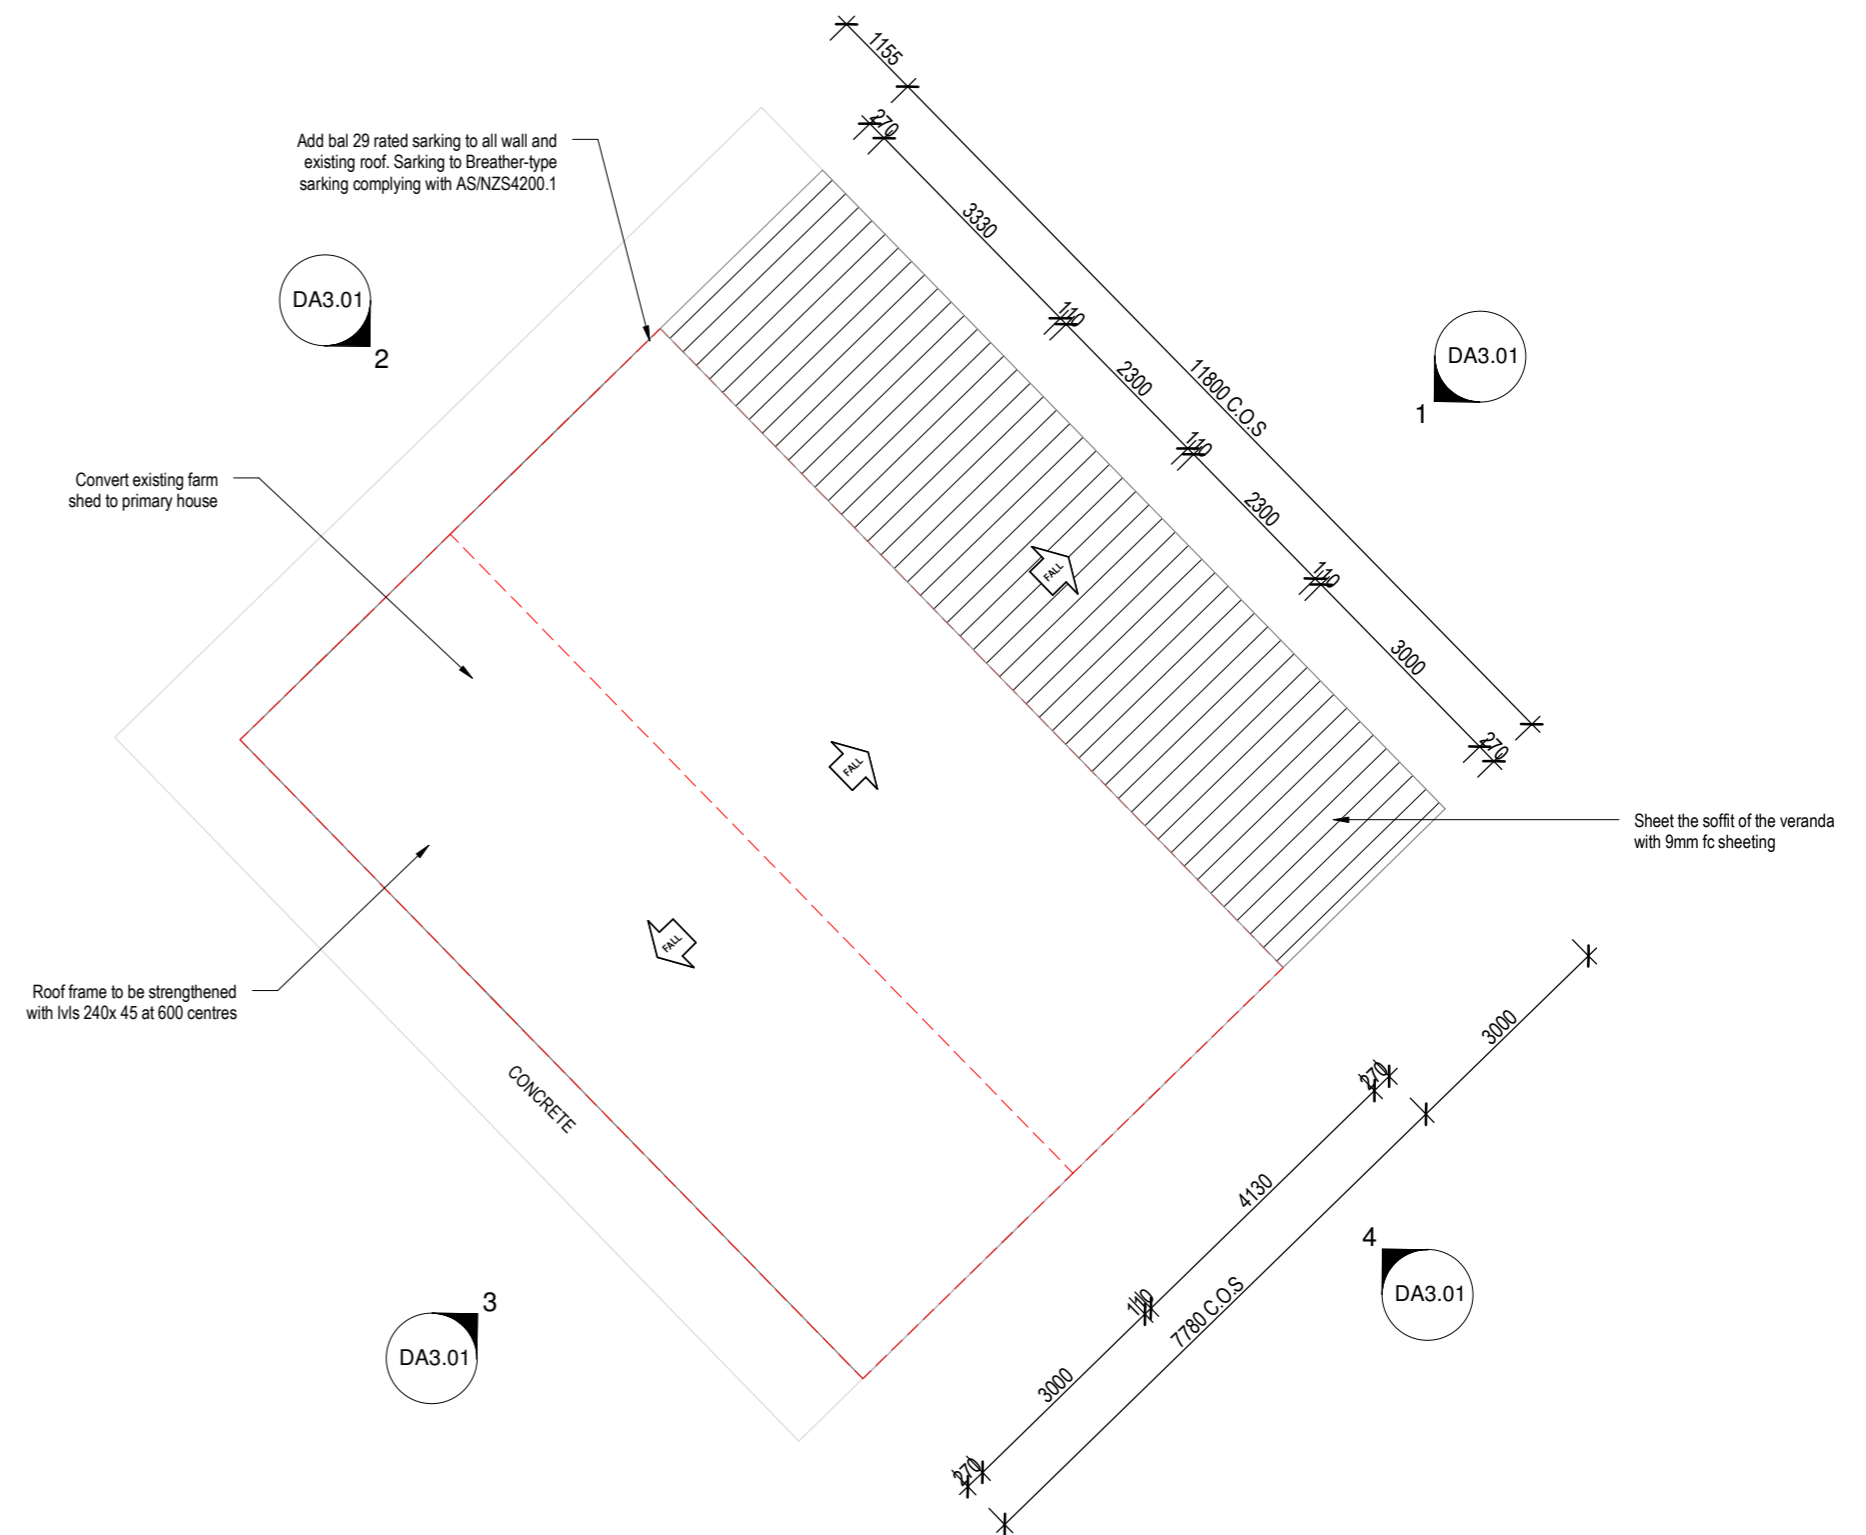 1155
270
Add bal 29 rated sarking to all wall and
existing roof. Sarking to Breather-type
sarking complying with AS/NZS4200.1
3330
DA3.01
2
110
11800 C.O.S
DA3.01
1
2300
110
Convert existing farm
shed to primary house
2300
110
FALL
3000
270
FALL
Sheet the soffit of the veranda
with 9mm fc sheeting
FALL
Roof frame to be strengthened
with lvls 240x 45 at 600 centres
3000
CONCRETE
270
4130
4
DA3.01
110
7780 C.O.S
3
DA3.01
3000
270